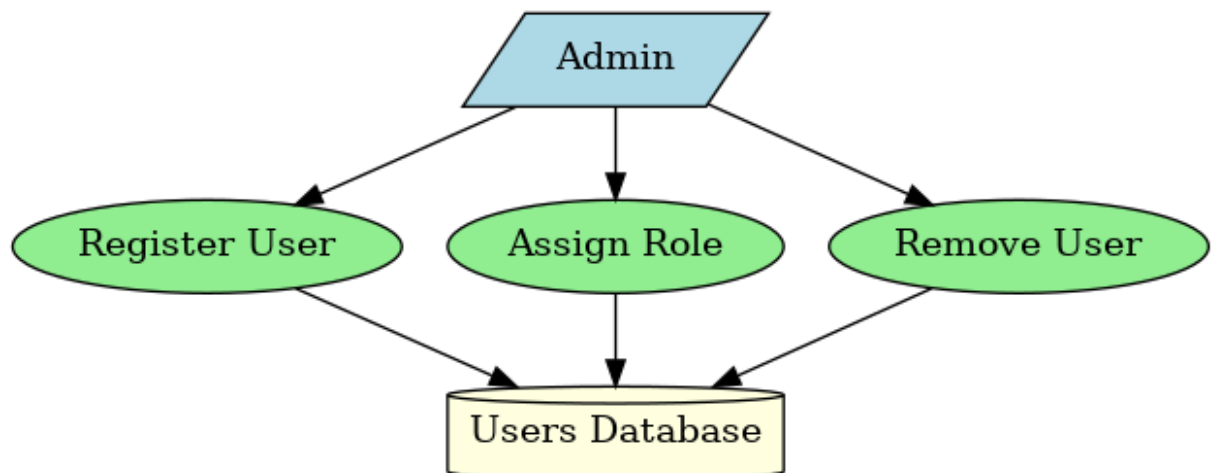 Admin
Register User
Assign Role
Remove User
Users Database